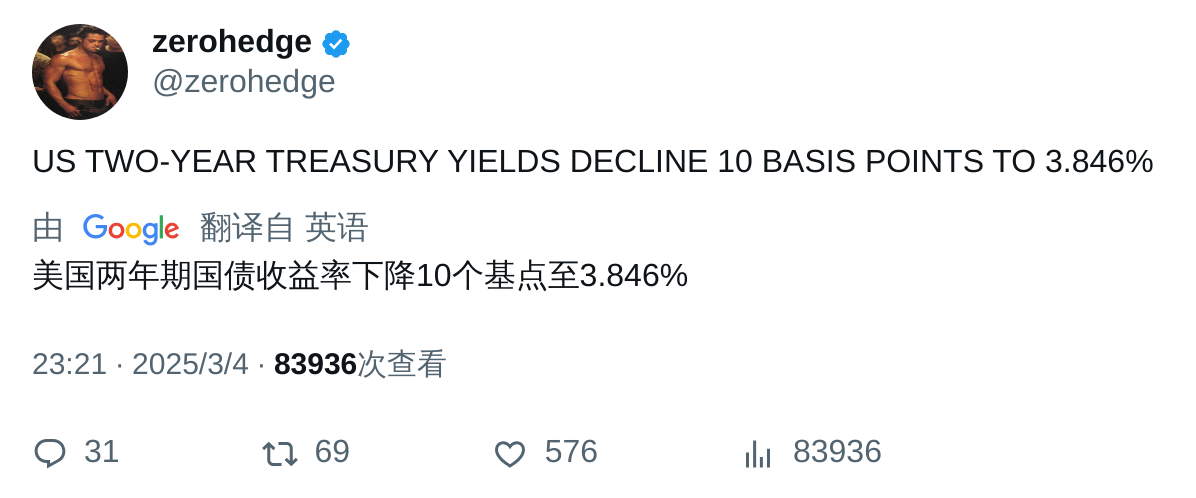 zerohedge
@zerohedge
US TWO-YEAR TREASURY YIELDS DECLINE 10 BASIS POINTS TO 3.846%
由 Google 翻译自 英语
美国两年期国债收益率下降10个基点至3.846%
23:21 · 2025/3/4 · 83936次查看
31 69 576 83936